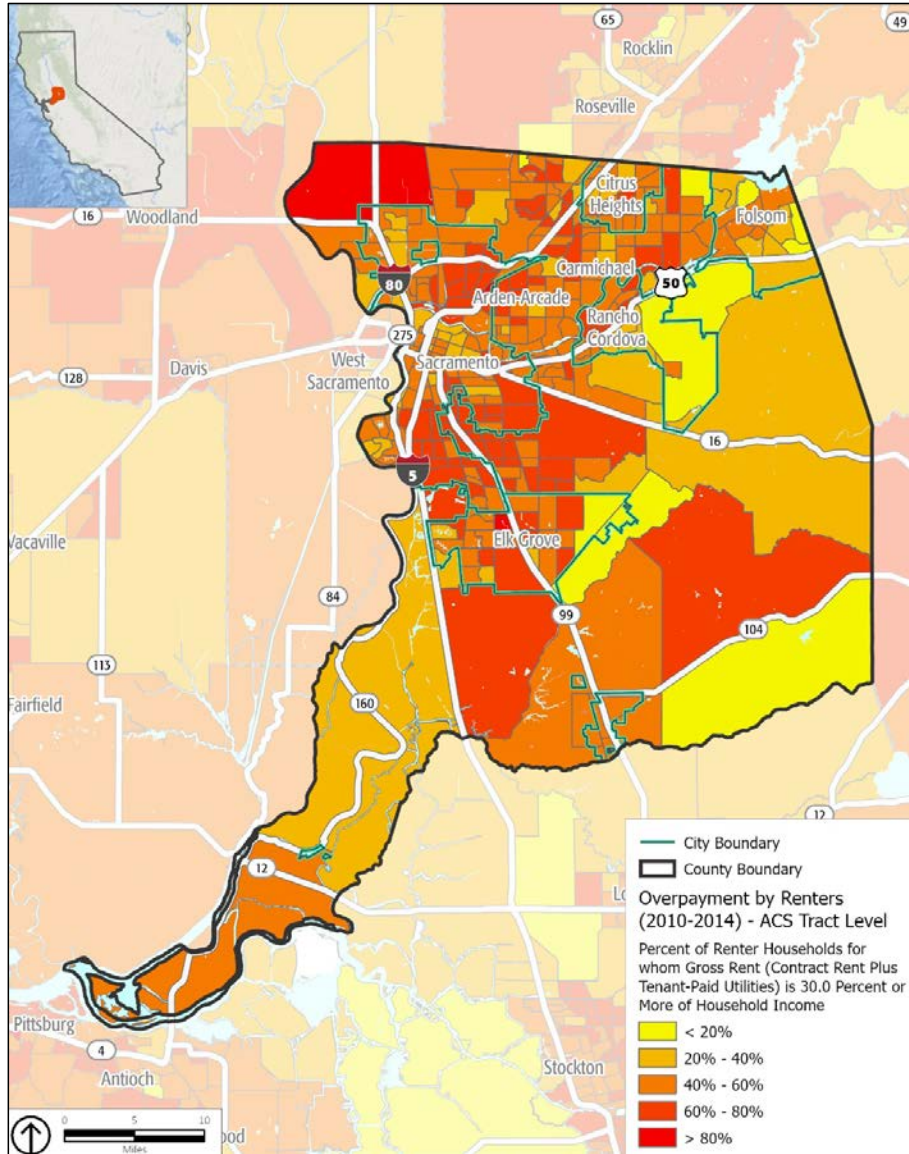 65
49
Rocklin
Roseville
16
Woodland
Citrus
Heights
Folsom
Carmichael
50
80
Arden-Arcade
Rancho
Cordova
275
Davis
West
Sacramento
Sacramento
128
16
5
Elk Grove
Vacaville
84
99
104
113
160
Fairfield
12
12
Pittsburg
4
Antioch
Stockton
City Boundary
County Boundary
Overpayment by Renters
(2010-2014) - ACS Tract Level
Percent of Renter Households for
whom Gross Rent (Contract Rent Plus
Tenant-Paid Utilities) is 30.0 Percent or
More of Household Income
< 20%
20% - 40%
40% - 60%
60% - 80%
> 80%
0 5 10
Miles